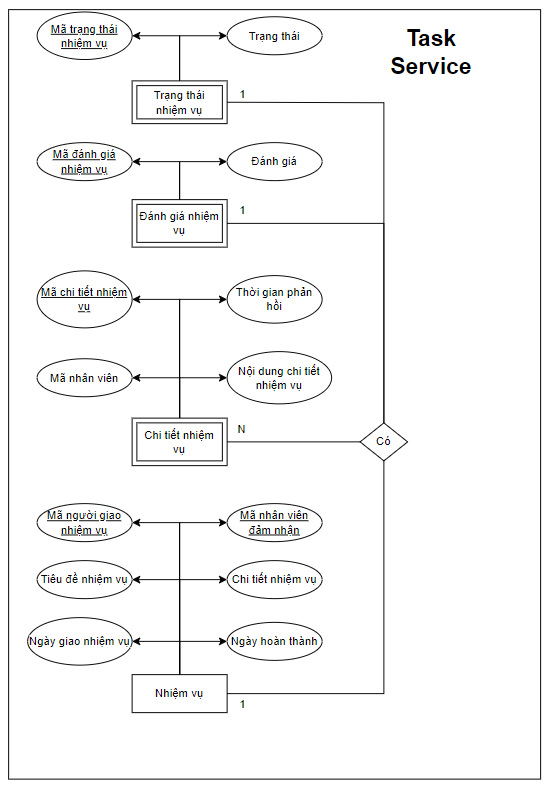 Task
Service
Mã trạng thái
nhiệm vụ
Trạng thái
Trạng thái
nhiệm vụ
1
Mã đánh giá
nhiệm vụ
Đánh giá
Đánh giá nhiệm
vụ
1
Mã chi tiết nhiệm
vụ
Thời gian phản
hồi
Mã nhân viên
Nội dung chi tiết
nhiệm vụ
Chi tiết nhiệm
vụ
N
Có
Mã người giao
nhiệm vụ
Mã nhân viên
đảm nhận
Tiêu đề nhiệm vụ
Chi tiết nhiệm vụ
Ngày giao nhiệm vụ
Ngày hoàn thành
Nhiệm vụ
1